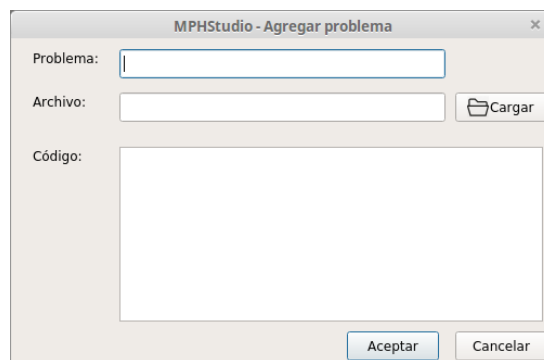 MPHStudio - Agregar problema
Problema:
Archivo:
Cargar
Código:
Aceptar
Cancelar